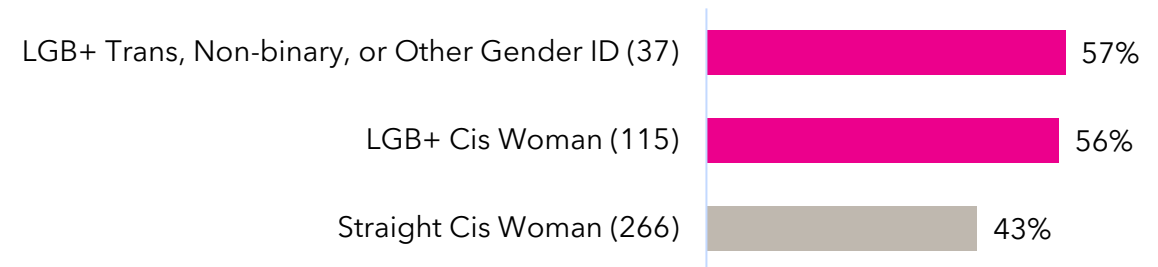 LGB+ Trans, Non-binary, or Other Gender ID (37) 57%
LGB+ Cis Woman (115) 56%
Straight Cis Woman (266) 43%